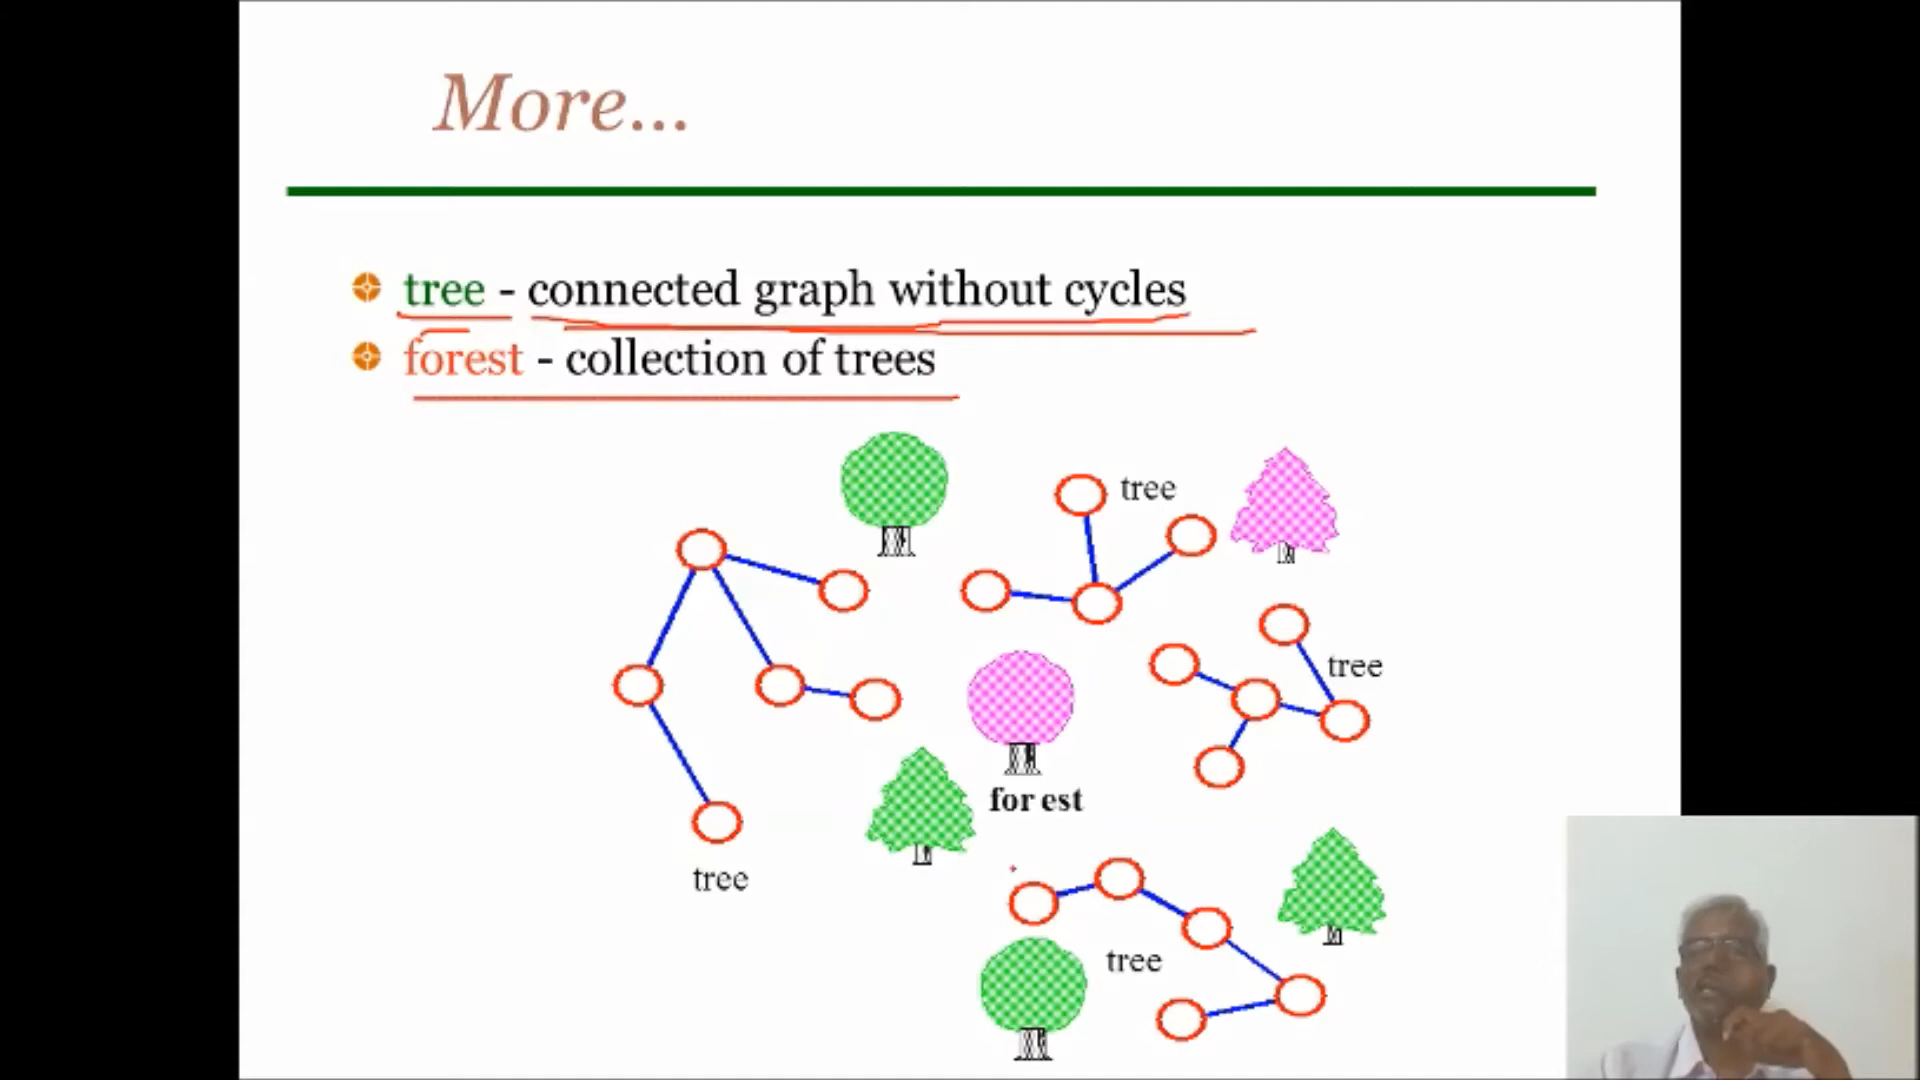 More...
tree - connected graph without cycles
forest - collection of trees
tree
tree
for est
tree
tree